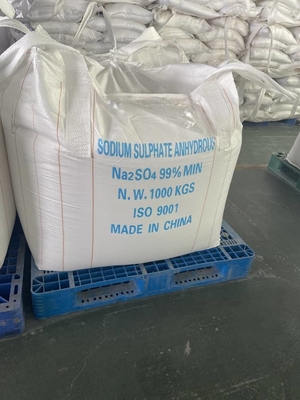 SODIUM SULPHATE ANHYDROUS
Na2SO4 99% MIN
N.W. 1000 KGS
ISO 9001
MADE IN CHINA